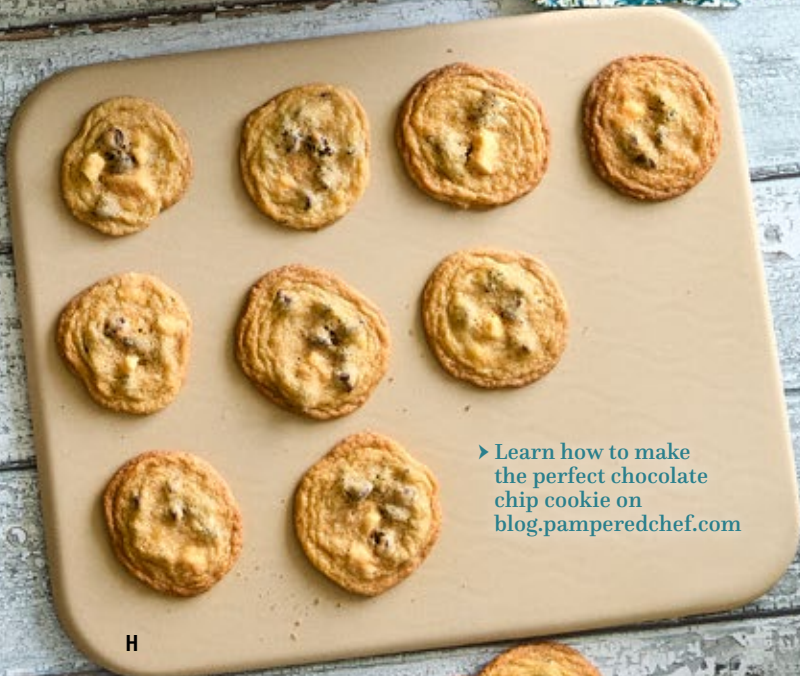 Learn how to make
the perfect chocolate
chip cookie on
blog.pamperedchef.com
H